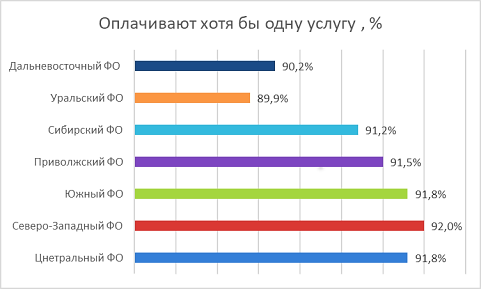 Оплачивают хотя бы одну услугу , %
Дальневосточный ФО 90,2%
Уральский ФО 89,9%
Сибирский ФО 91,2%
Приволжский ФО 91,5%
Южный ФО 91,8%
Северо-Западный ФО 92,0%
Цнетральный ФО 91,8%